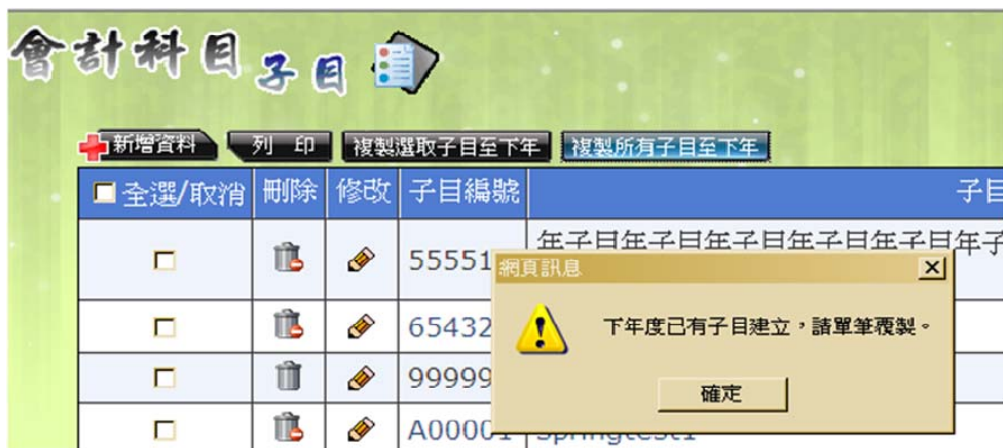 會計科目子目
新增資料 列 印 複製選取子目至下年 複製所有子目至下年
全選/取消 刪除 修改 子目編號 子目
年子目年子目年子目年子目年子目年子
55551
網頁訊息
下年度已有子目建立，請單筆複製。
65432
99999
確定
A00001 Springtest1